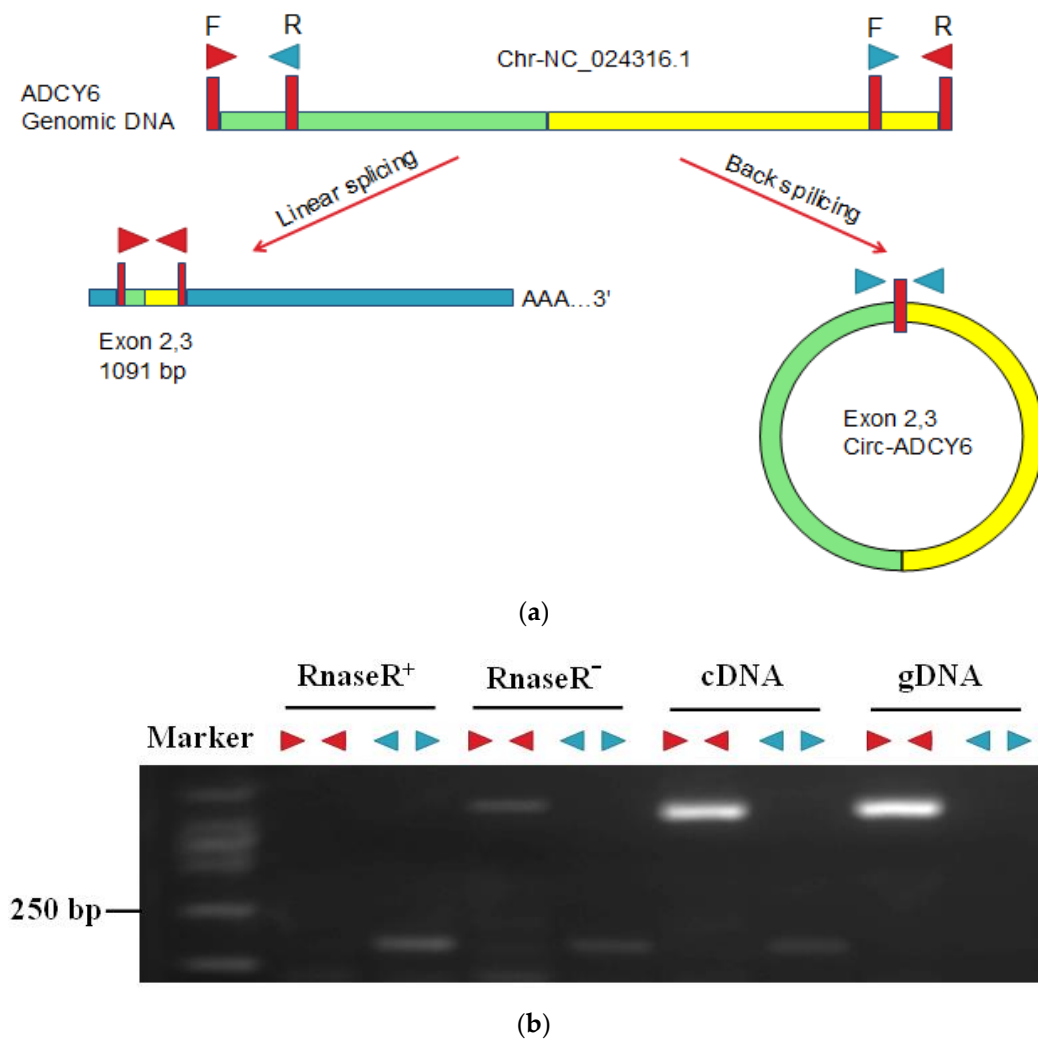 F R F R
Chr-NC_024316.1
ADCY6
Genomic DNA
Linear splicing
Back spilicing
AAA...3'
Exon 2,3
1091 bp
Exon 2,3
Circ-ADCY6
(a)
RnaseR⁺ RnaseR⁻ cDNA gDNA
Marker
250 bp
(b)